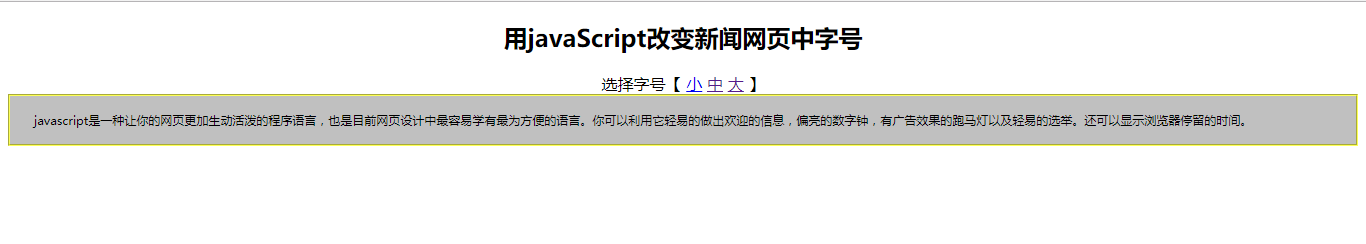 用javaScript改变新闻网页中字号
选择字号【 小 中 大 】
javascript是一种让你的网页更加生动活泼的程序语言，也是目前网页设计中最容易学有最为方便的语言。你可以利用它轻易的做出欢迎的信息，偏亮的数字钟，有广告效果的跑马灯以及轻易的选举。还可以显示浏览器停留的时间。